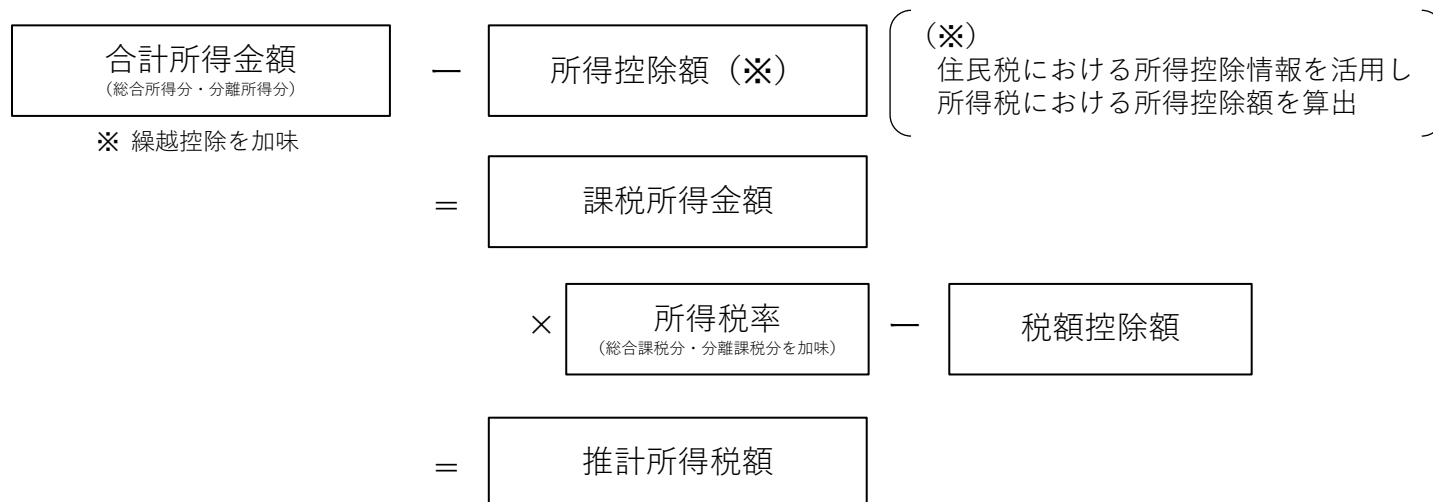 合計所得金額
(総合所得分・分離所得分)
※ 繰越控除を加味
－
所得控除額（※）
（※）
住民税における所得控除情報を活用し
所得税における所得控除額を算出
＝
課税所得金額
×
所得税率
(総合課税分・分離課税分を加味)
－
税額控除額
＝
推計所得税額